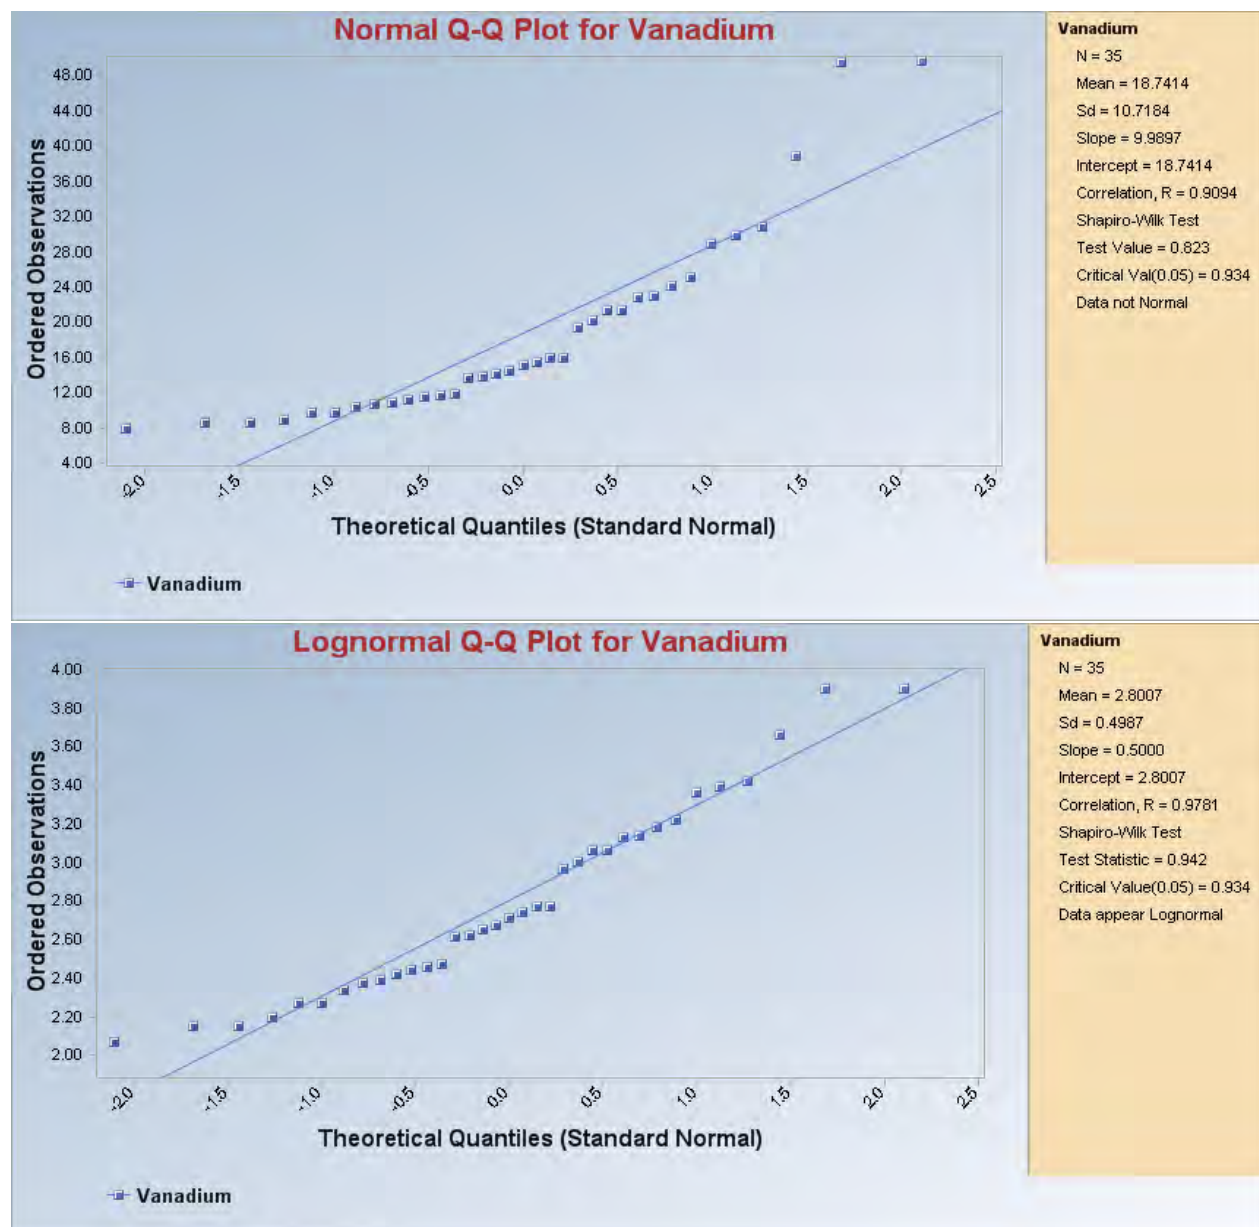 Normal Q-Q Plot for Vanadium
Ordered Observations
48.00
44.00
40.00
36.00
32.00
28.00
24.00
20.00
16.00
12.00
8.00
4.00
-2.0 -1.5 -1.0 -0.5 0.0 0.5 1.0 1.5 2.0 2.5
Theoretical Quantiles (Standard Normal)
Vanadium
Vanadium
N = 35
Mean = 18.7414
Sd = 10.7184
Slope = 9.9897
Intercept = 18.7414
Correlation, R = 0.9094
Shapiro-Wilk Test
Test Value = 0.823
Critical Val(0.05) = 0.934
Data not Normal
Lognormal Q-Q Plot for Vanadium
Ordered Observations
4.00
3.80
3.60
3.40
3.20
3.00
2.80
2.60
2.40
2.20
2.00
-2.0 -1.5 -1.0 -0.5 0.0 0.5 1.0 1.5 2.0 2.5
Theoretical Quantiles (Standard Normal)
Vanadium
Vanadium
N = 35
Mean = 2.8007
Sd = 0.4987
Slope = 0.5000
Intercept = 2.8007
Correlation, R = 0.9781
Shapiro-Wilk Test
Test Statistic = 0.942
Critical Value(0.05) = 0.934
Data appear Lognormal